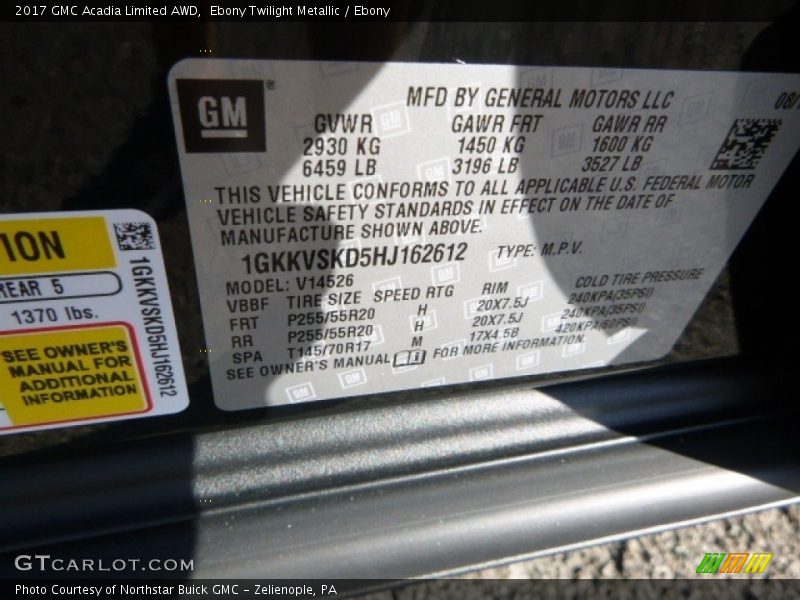 2017 GMC Acadia Limited AWD, Ebony Twilight Metallic / Ebony
GM ®
MFD BY GENERAL MOTORS LLC 08/
GVWR GAWR FRT GAWR RR
2930 KG 1450 KG 1600 KG
6459 LB 3196 LB 3527 LB
THIS VEHICLE CONFORMS TO ALL APPLICABLE U.S. FEDERAL MOTOR
VEHICLE SAFETY STANDARDS IN EFFECT ON THE DATE OF
MANUFACTURE SHOWN ABOVE.
1GKKVSKD5HJ162612 TYPE: M.P.V.
MODEL: V14526
VBBF TIRE SIZE SPEED RTG RIM COLD TIRE PRESSURE
FRT P255/55R20 H 20X7.5J 240KPA(35PSI)
RR P255/55R20 H 20X7.5J 240KPA(35PSI)
SPA T145/70R17 M 17X4.5B 420KPA(60PSI)
SEE OWNER'S MANUAL FOR MORE INFORMATION.
ION
REAR 5
1370 lbs.
SEE OWNER'S
MANUAL FOR
ADDITIONAL
INFORMATION
1GKKVSKD5HJ162612
GTCARLOT.COM
Photo Courtesy of Northstar Buick GMC - Zelienople, PA